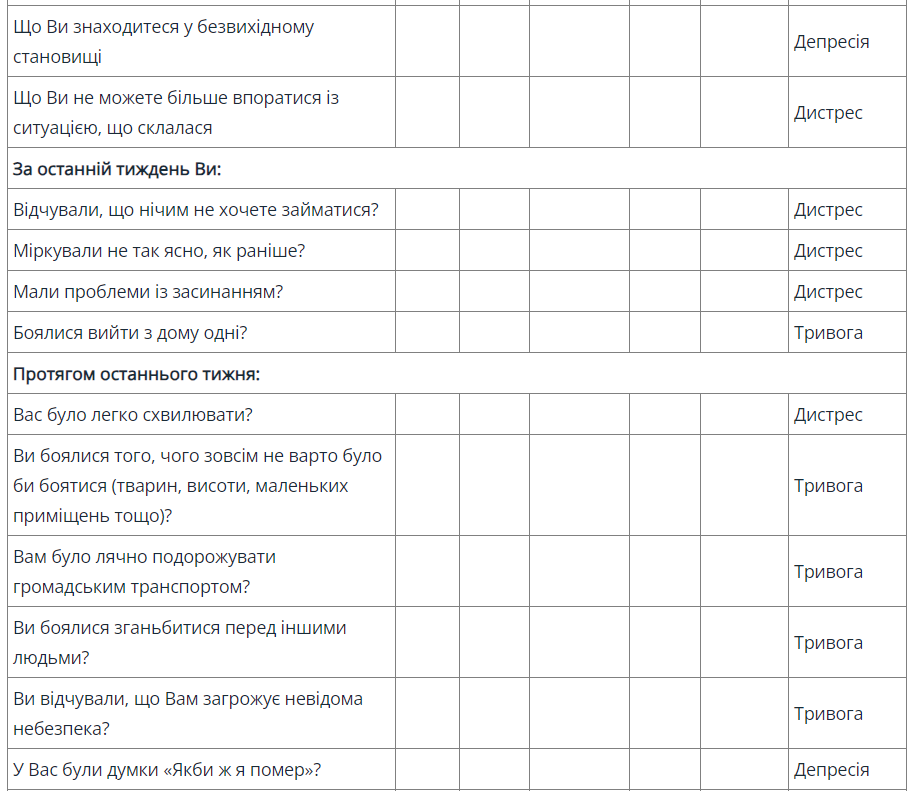 Що Ви знаходитеся у безвихідному
становищі
Депресія
Що Ви не можете більше впоратися із
ситуацією, що склалася
Дистрес
За останній тиждень Ви:
Відчували, що нічим не хочете займатися?
Дистрес
Міркували не так ясно, як раніше?
Дистрес
Мали проблеми із засинанням?
Дистрес
Боялися вийти з дому одні?
Тривога
Протягом останнього тижня:
Вас було легко схвилювати?
Дистрес
Ви боялися того, чого зовсім не варто було
би боятися (тварин, висоти, маленьких
приміщень тощо)?
Тривога
Вам було лячно подорожувати
громадським транспортом?
Тривога
Ви боялися зганьбитися перед іншими
людьми?
Тривога
Ви відчували, що Вам загрожує невідома
небезпека?
Тривога
У Вас були думки «Якби ж я помер»?
Депресія